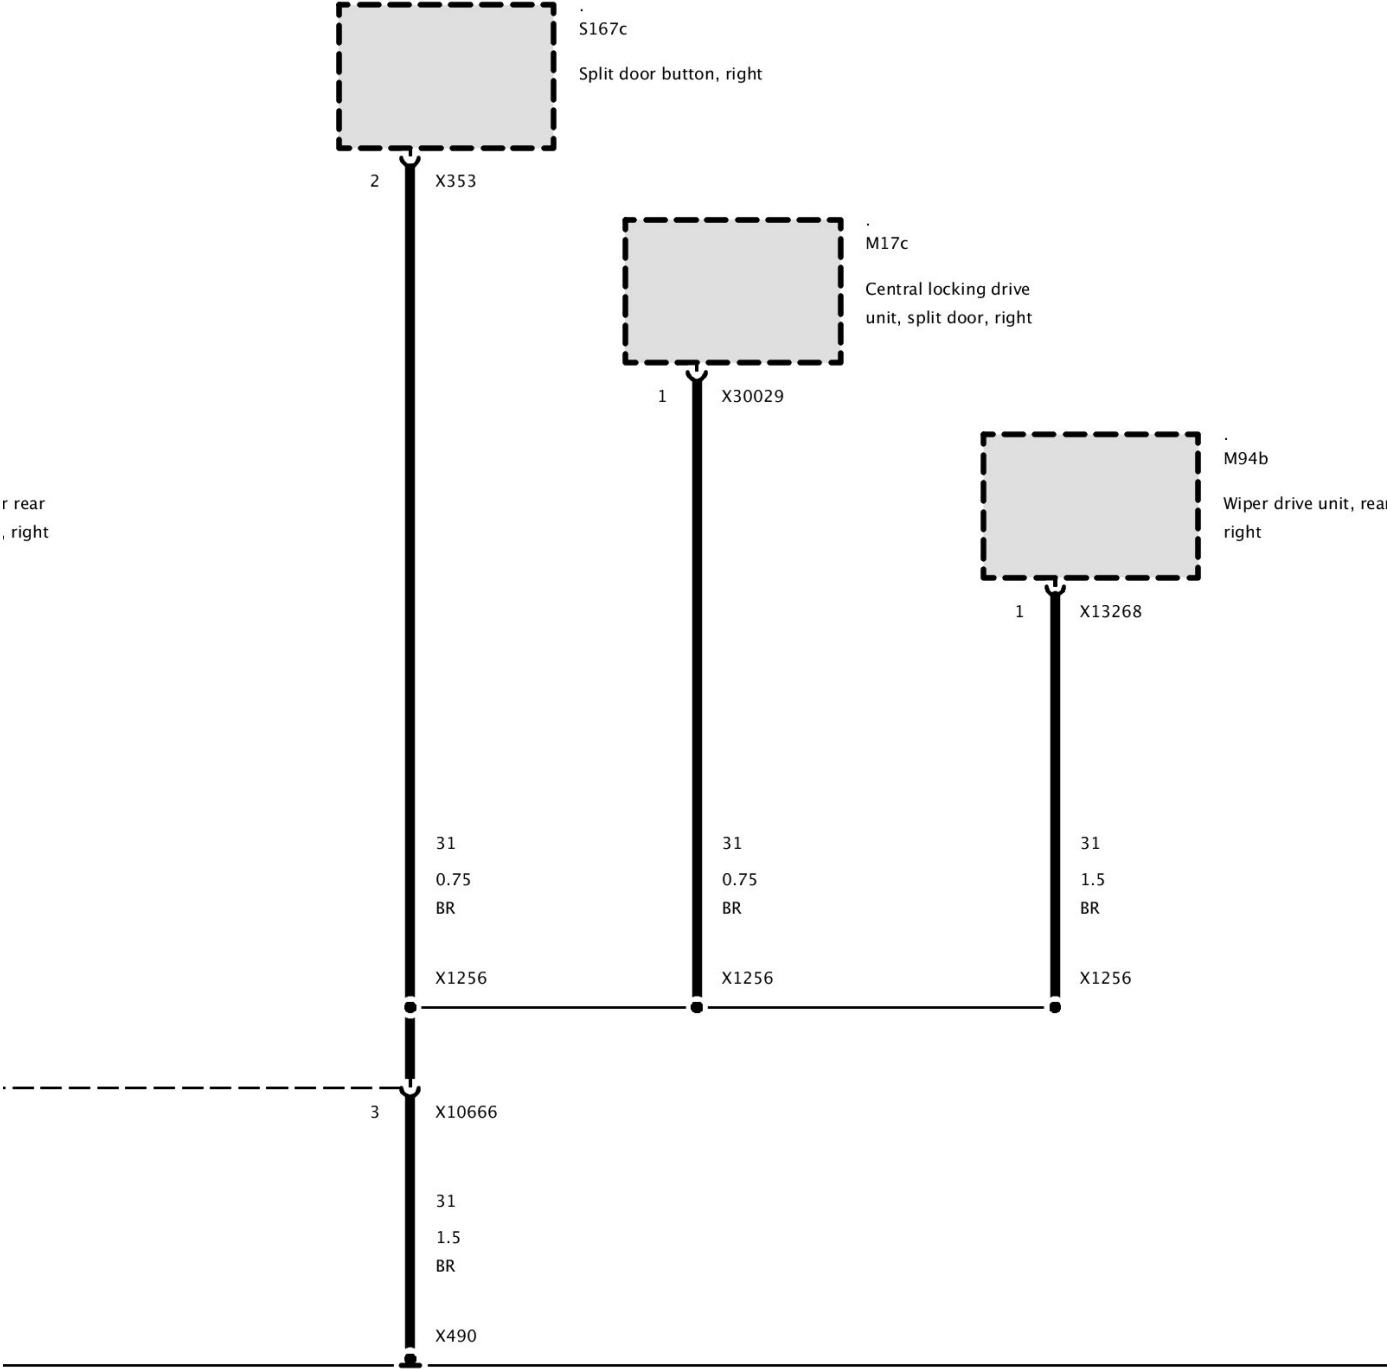 .
S167c
Split door button, right
2 X353
.
M17c
Central locking drive
unit, split door, right
1 X30029
.
M94b
r rear
, right
Wiper drive unit, rear
right
1 X13268
31 31 31
0.75 0.75 1.5
BR BR BR
X1256 X1256 X1256
3 X10666
31
1.5
BR
X490